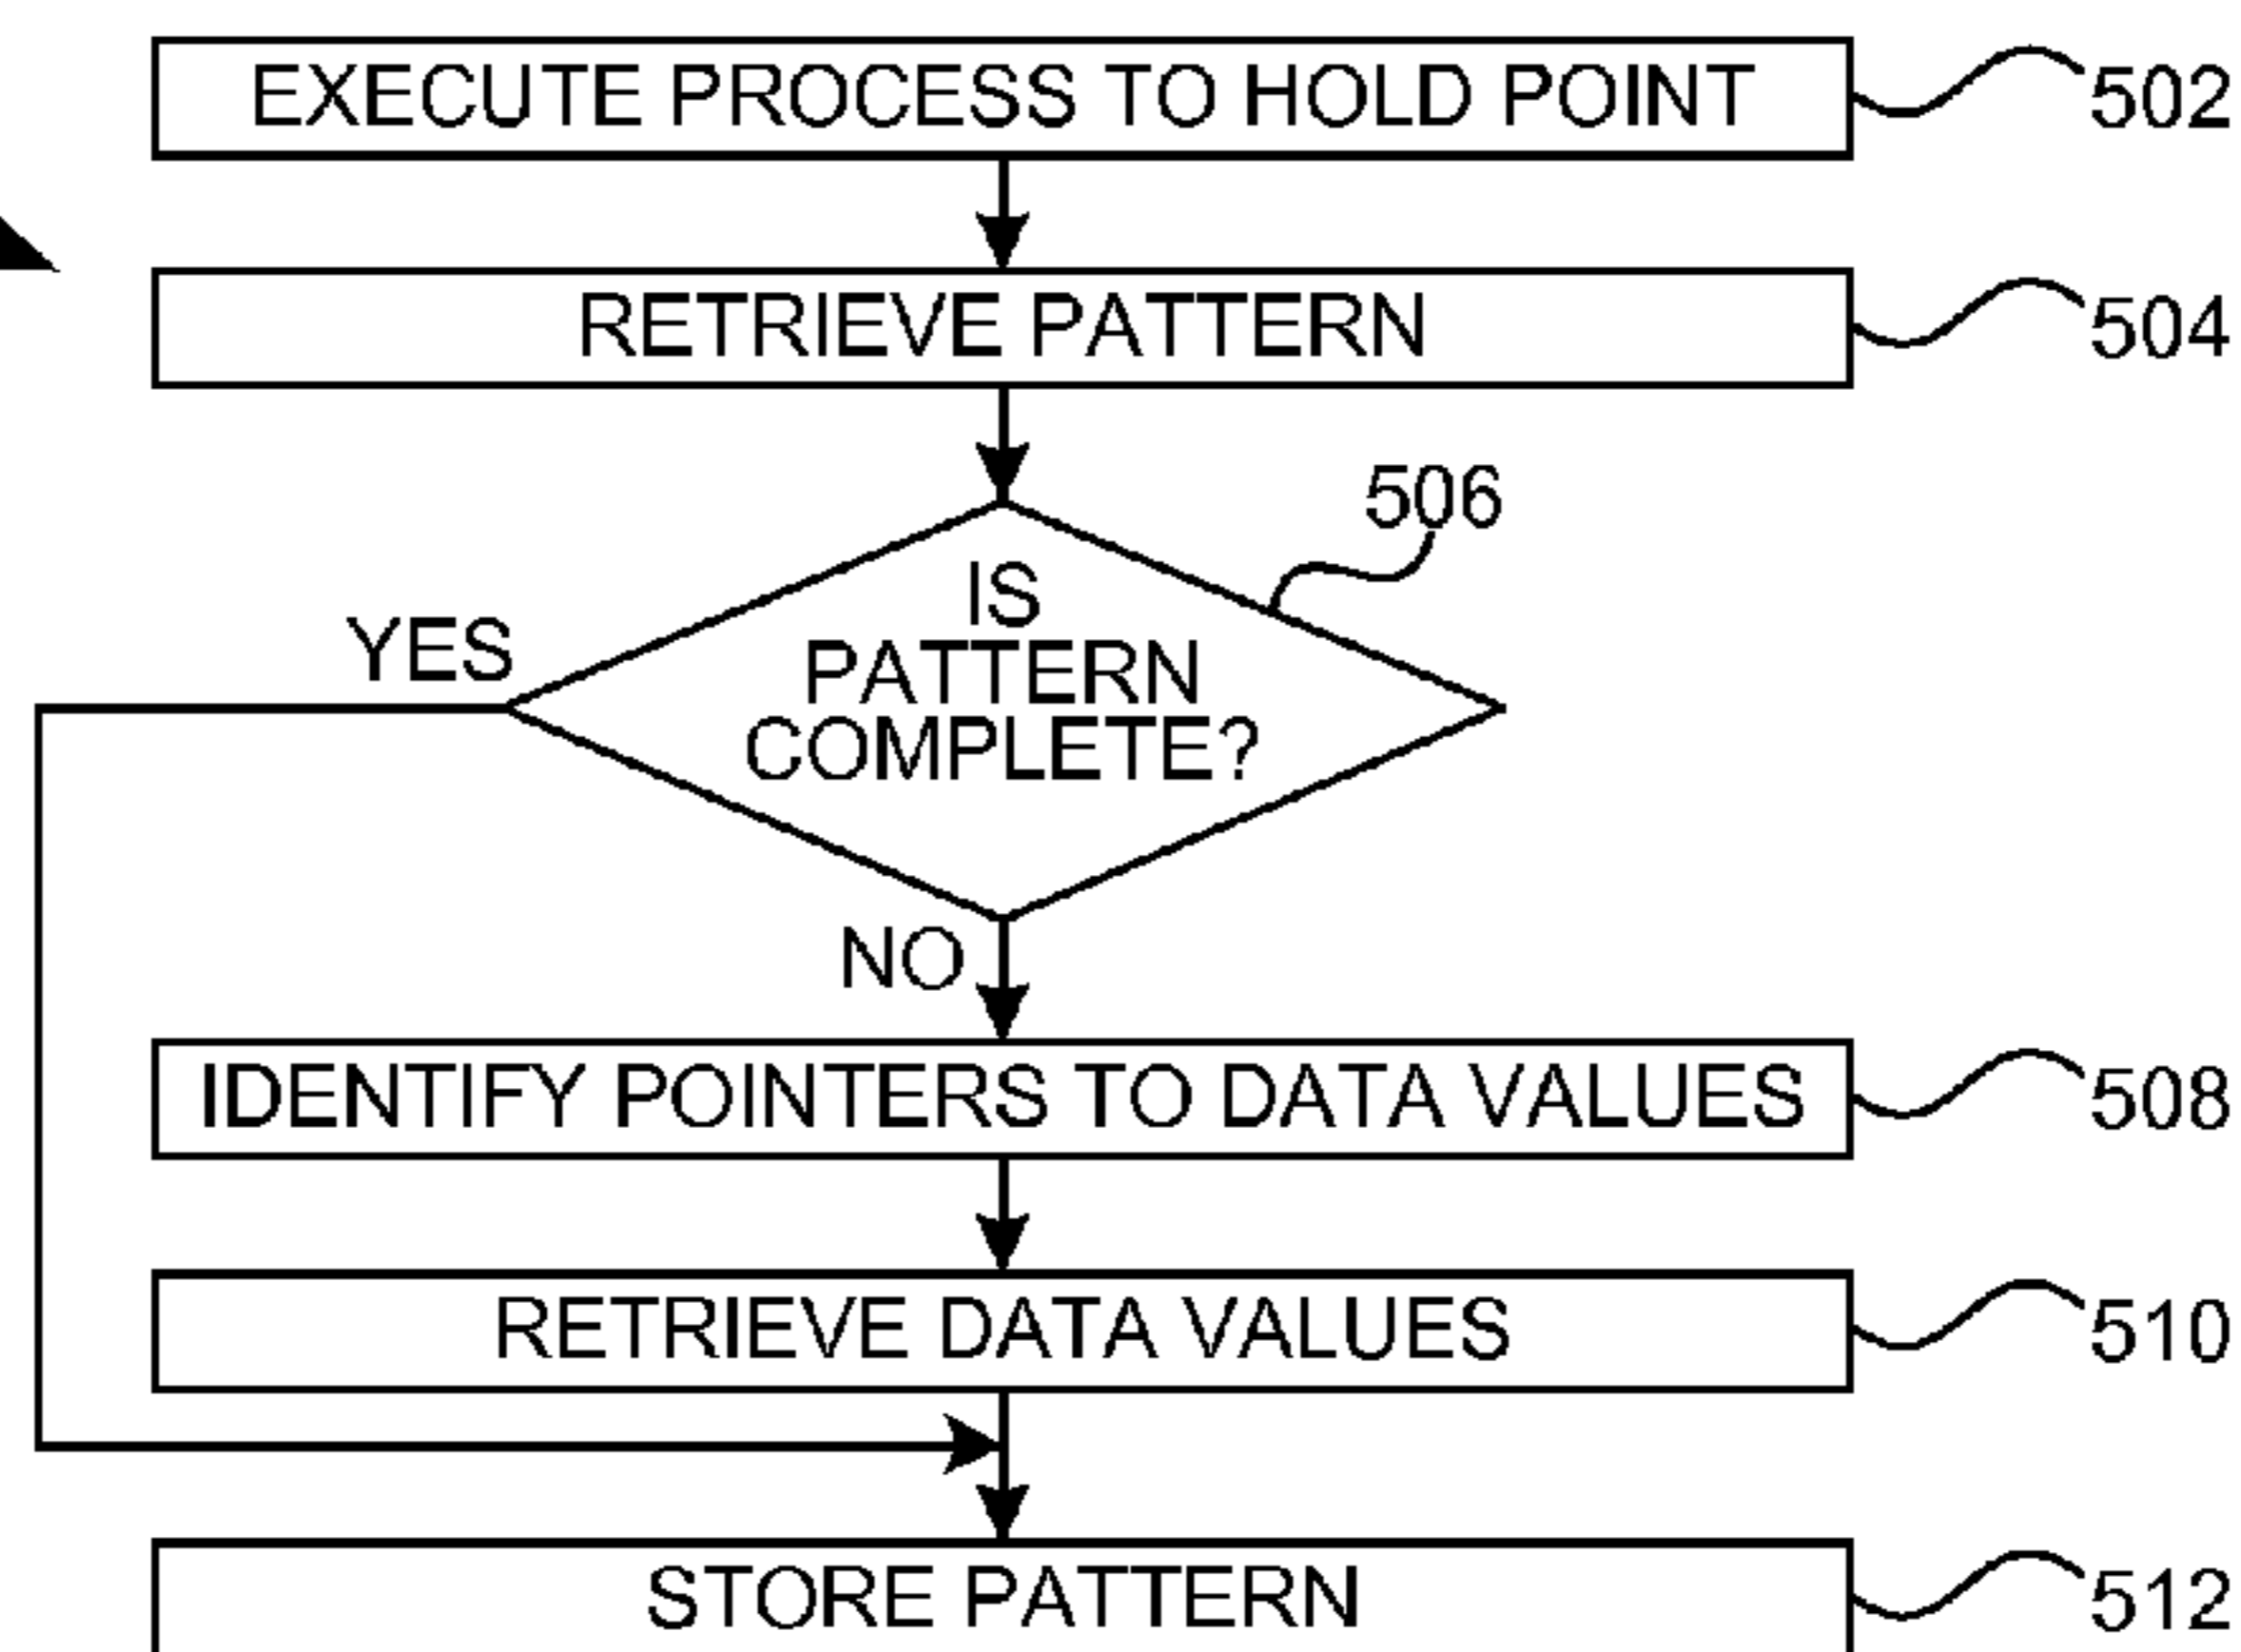 EXECUTE PROCESS TO HOLD POINT
502
RETRIEVE PATTERN
504
506
IS
PATTERN
COMPLETE?
YES
NO
IDENTIFY POINTERS TO DATA VALUES
508
RETRIEVE DATA VALUES
510
STORE PATTERN
512